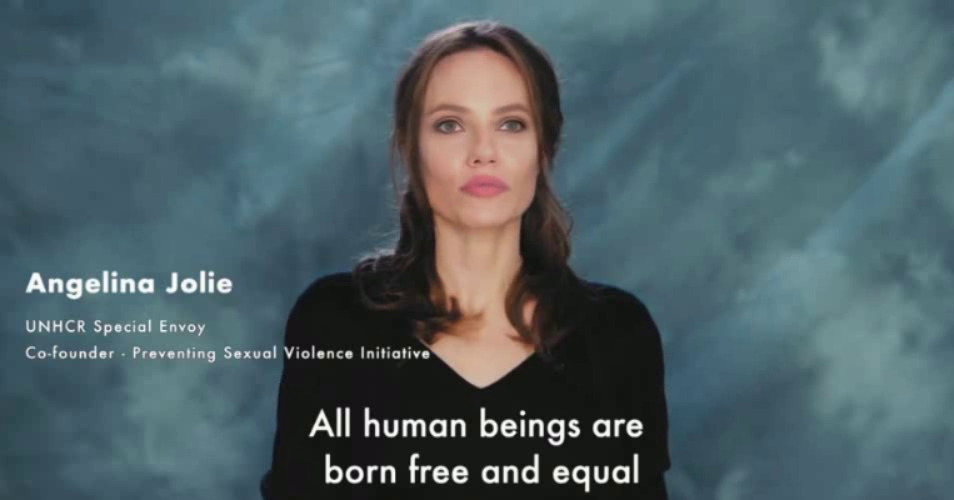 Angelina Jolie
UNHCR Special Envoy
Co-founder - Preventing Sexual Violence Initiative
All human beings are
born free and equal